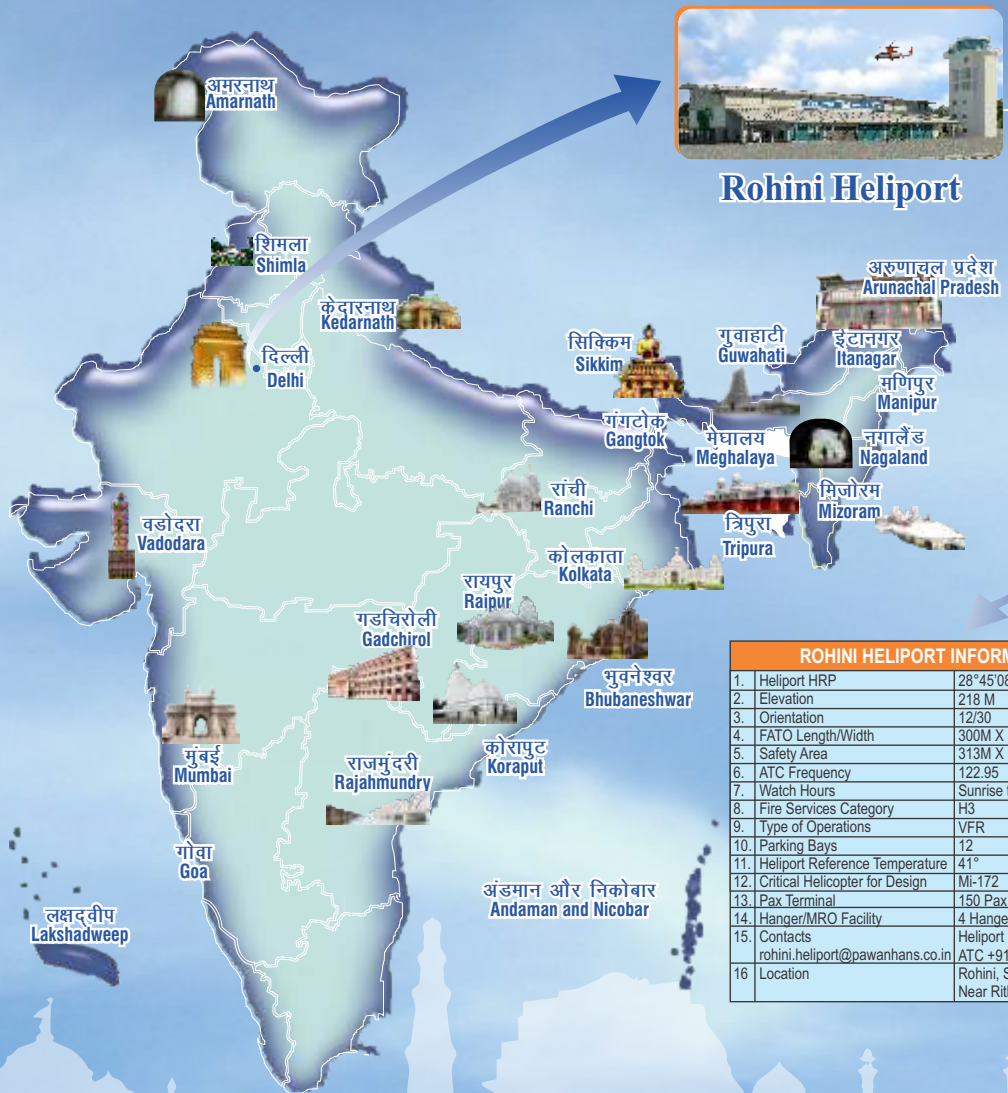 अमरनाथ
Amarnath
Rohini Heliport
शिमला
Shimla
केदारनाथ
Kedarnath
दिल्ली
Delhi
अरुणाचल प्रदेश
Arunachal Pradesh
सिक्किम
Sikkim
गुवाहाटी
Guwahati
ईटानगर
Itanagar
मणिपुर
Manipur
गंगटोक
Gangtok
मेघालय
Meghalaya
नगालैंड
Nagaland
मिजोरम
Mizoram
त्रिपुरा
Tripura
रांची
Ranchi
वडोदरा
Vadodara
कोलकाता
Kolkata
रायपुर
Raipur
गडचिरोली
Gadchirol
भुवनेश्वर
Bhubaneshwar
मुंबई
Mumbai
राजमुंदरी
Rajahmundry
कोरापुट
Koraput
गोवा
Goa
अंडमान और निकोबार
Andaman and Nicobar
लक्षद्वीप
Lakshadweep
ROHINI HELIPORT INFORM
1. Heliport HRP 28°45'08
2. Elevation 218 M
3. Orientation 12/30
4. FATO Length/Width 300M X
5. Safety Area 313M X
6. ATC Frequency 122.95
7. Watch Hours Sunrise
8. Fire Services Category H3
9. Type of Operations VFR
10. Parking Bays 12
11. Heliport Reference Temperature 41°
12. Critical Helicopter for Design Mi-172
13. Pax Terminal 150 Pax
14. Hanger/MRO Facility 4 Hange
15. Contacts Heliport
rohini.heliport@pawanhans.co.in ATC +91
16 Location Rohini, S
Near Rit